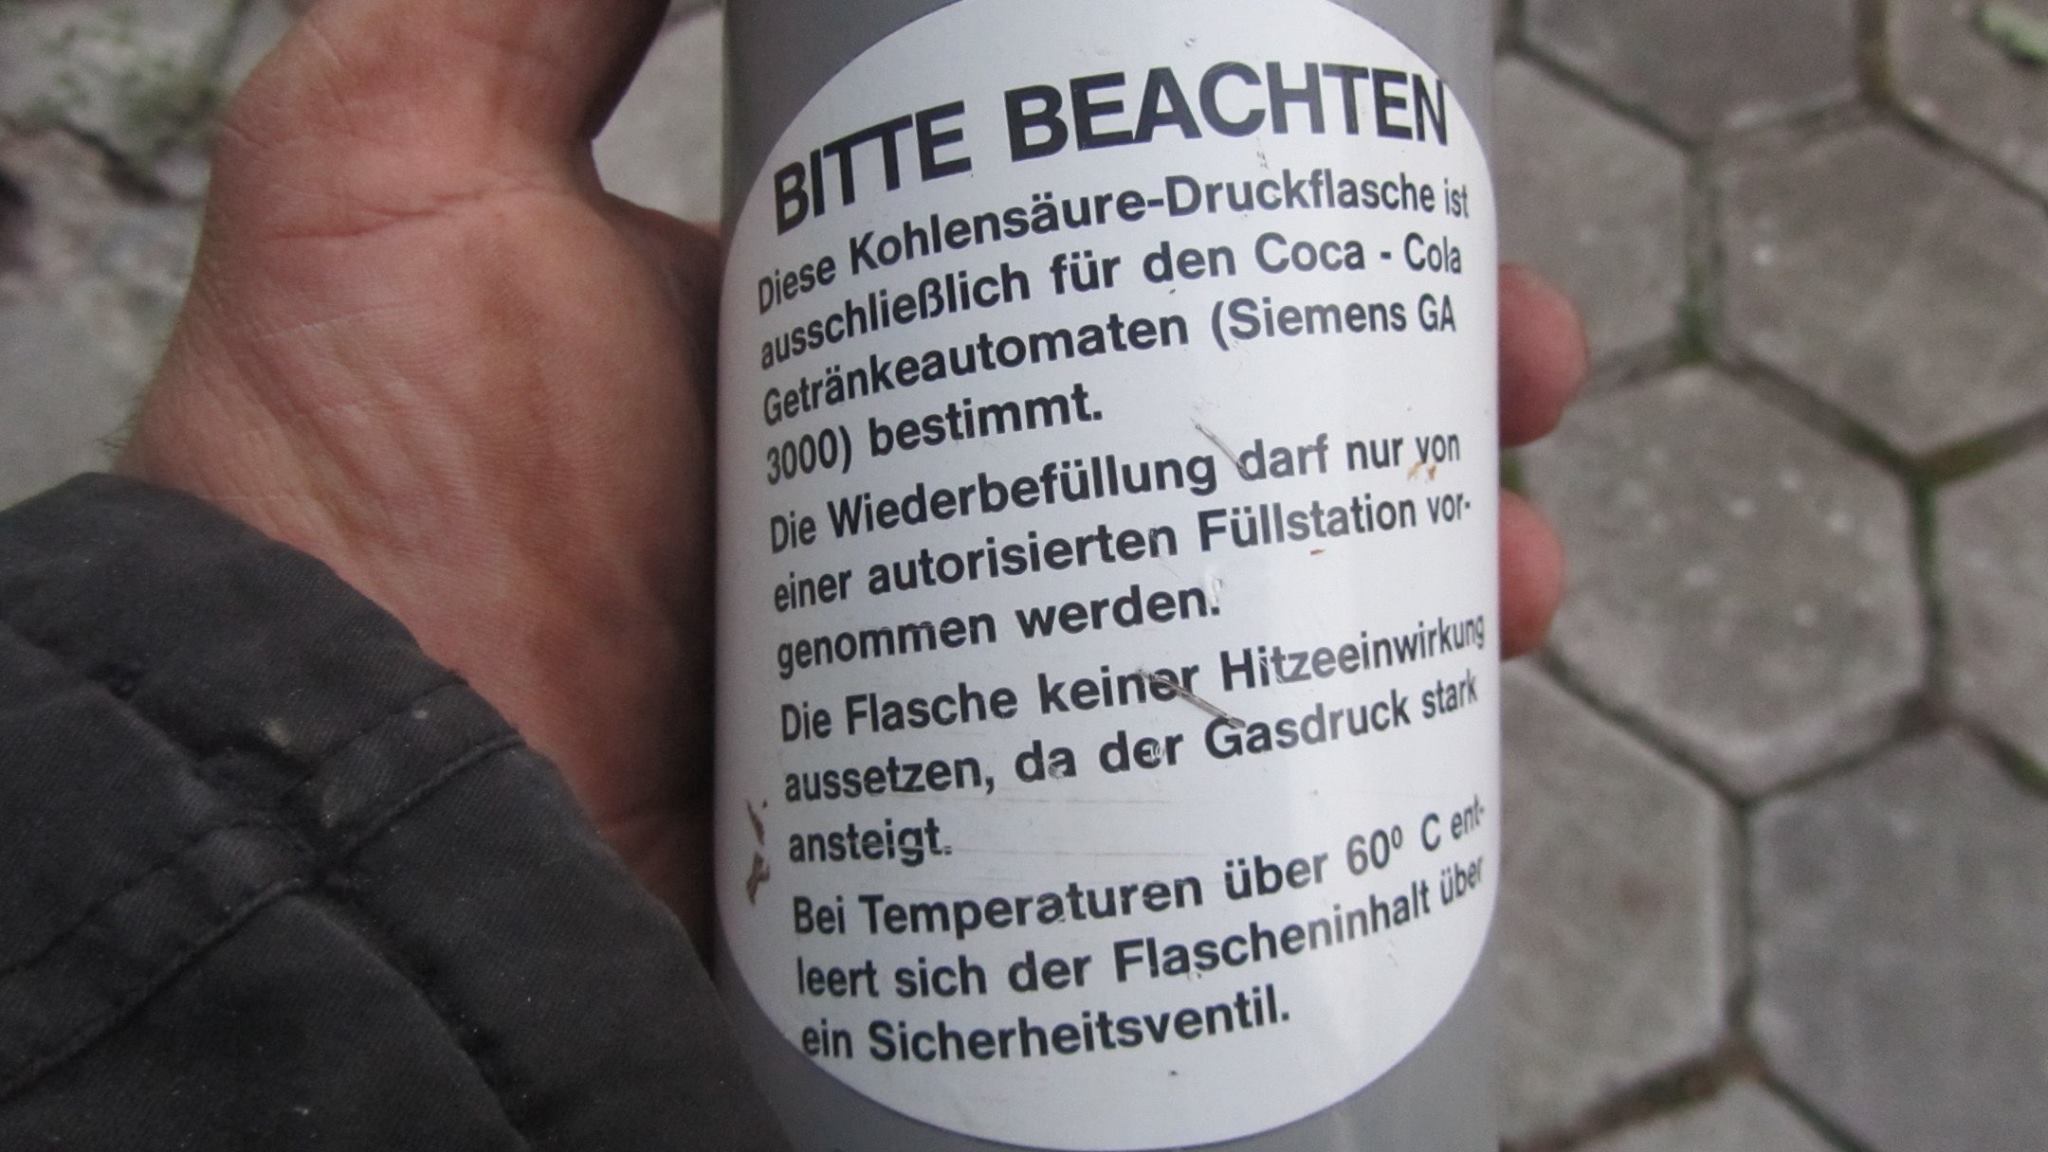 BITTE BEACHTEN
Diese Kohlensäure-Druckflasche ist
ausschließlich für den Coca - Cola
Getränkeautomaten (Siemens GA
3000) bestimmt.
Die Wiederbefüllung darf nur von
einer autorisierten Füllstation vor-
genommen werden.
Die Flasche keiner Hitzeeinwirkung
aussetzen, da der Gasdruck stark
ansteigt.
Bei Temperaturen über 60º C ent-
leert sich der Flascheninhalt über
ein Sicherheitsventil.